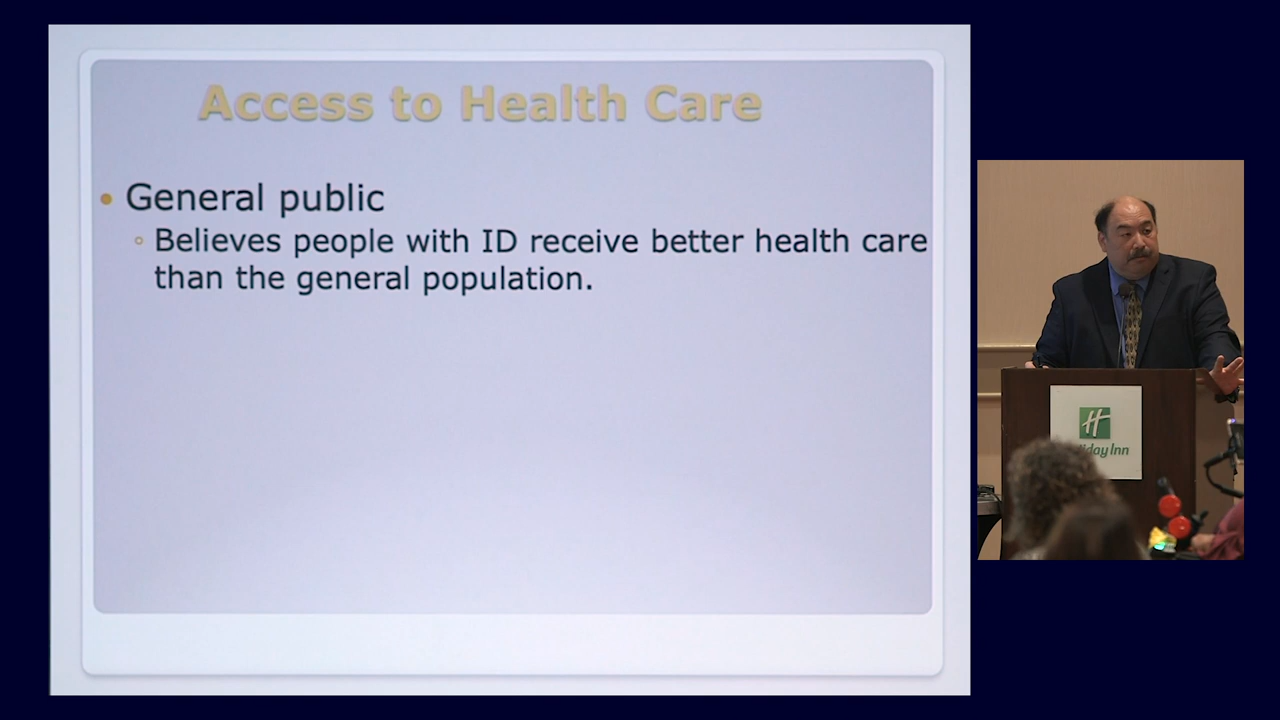 Access to Health Care
• General public
◦ Believes people with ID receive better health care
than the general population.
H
iday Inn